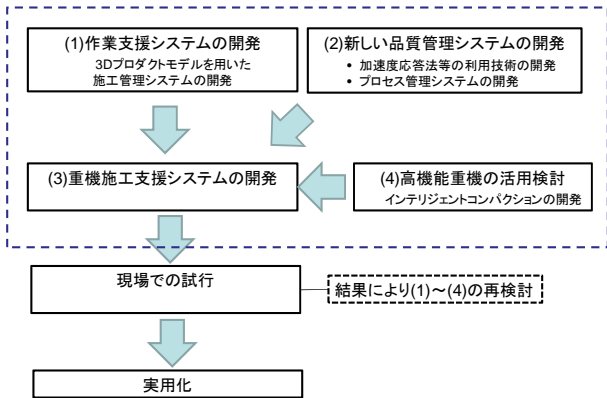 (1)作業支援システムの開発
3Dプロダクトモデルを用いた
施工管理システムの開発
(2)新しい品質管理システムの開発
• 加速度応答法等の利用技術の開発
• プロセス管理システムの開発
(3)重機施工支援システムの開発
(4)高機能重機の活用検討
インテリジェントコンパクションの開発
現場での試行
結果により(1)～(4)の再検討
実用化